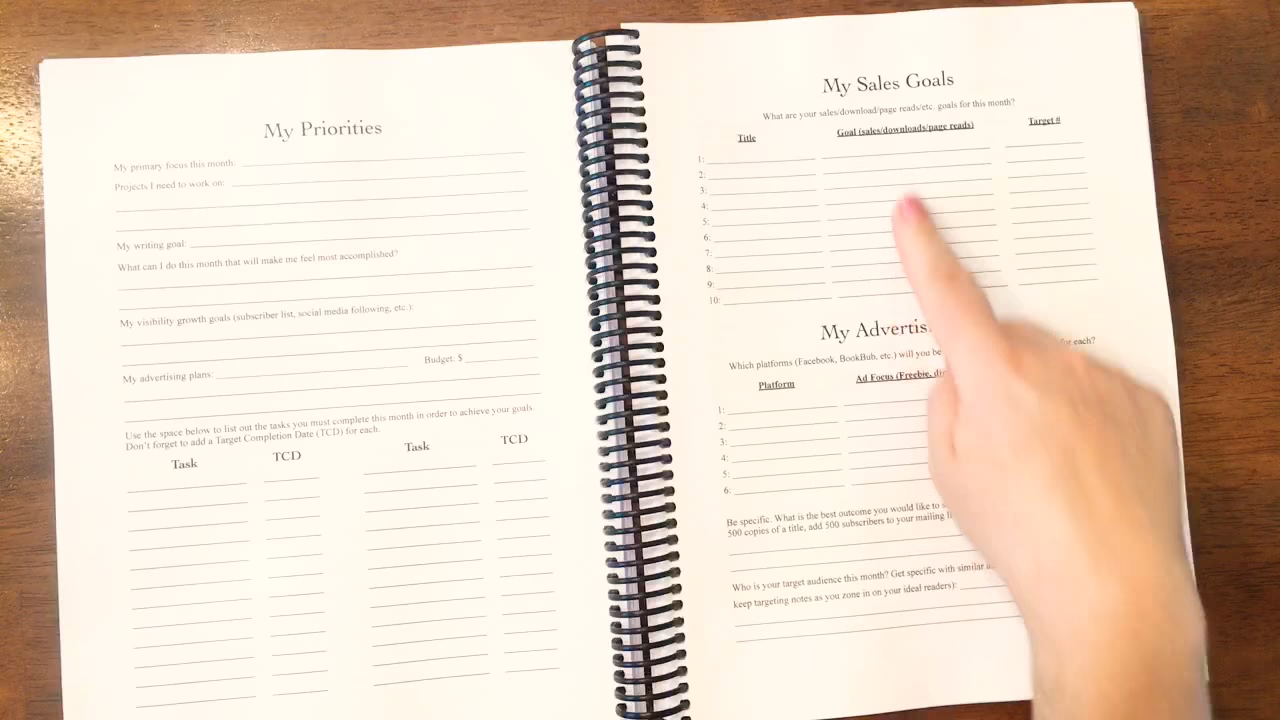 My Priorities
My primary focus this month:
Projects I need to work on:
My writing goal:
What can I do this month that will make me feel most accomplished?
My visibility growth goals (subscriber list, social media following, etc.):
Budget: $
My advertising plans:
Use the space below to list out the tasks you must complete this month in order to achieve your goals.
Don't forget to add a Target Completion Date (TCD) for each.
Task TCD Task TCD
My Sales Goals
What are your sales/download/page reads/etc. goals for this month?
Title Goal (sales/downloads/page reads) Target #
1:
2:
3:
4:
5:
6:
7:
8:
9:
10:
My Advertis
Which platforms (Facebook, BookBub, etc.) will you be for each?
Platform Ad Focus (Freebie,
1:
2:
3:
4:
5:
6:
Be specific. What is the best outcome you would like to
500 copies of a title, add 500 subscribers to your mailing
Who is your target audience this month? Get specific with similar
keep targeting notes as you zone in on your ideal readers):